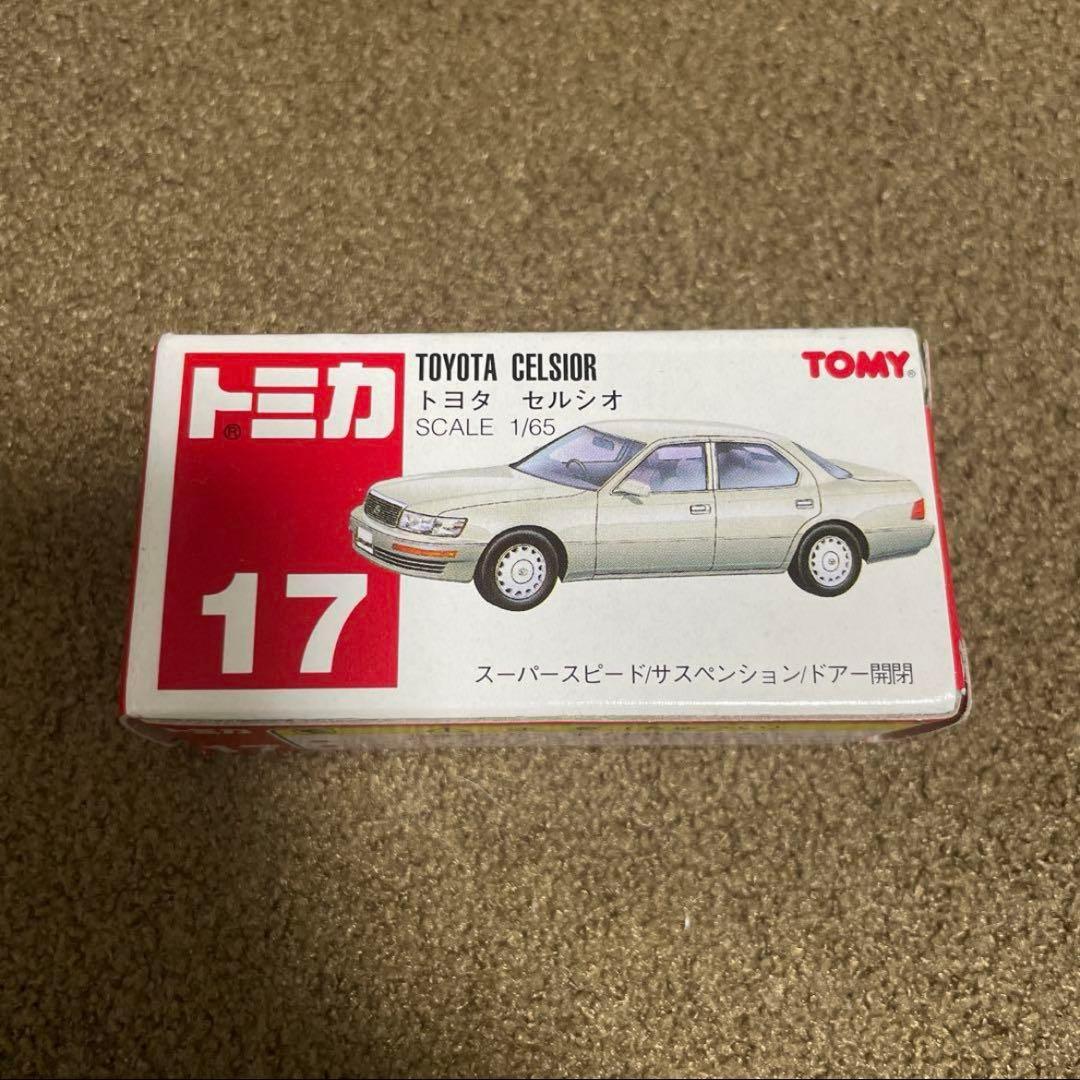 トミカ®
17
TOYOTA CELSIOR
トヨタ セルシオ
SCALE 1/65
TOMY®
スーパースピード/サスペンション/ドアー開閉